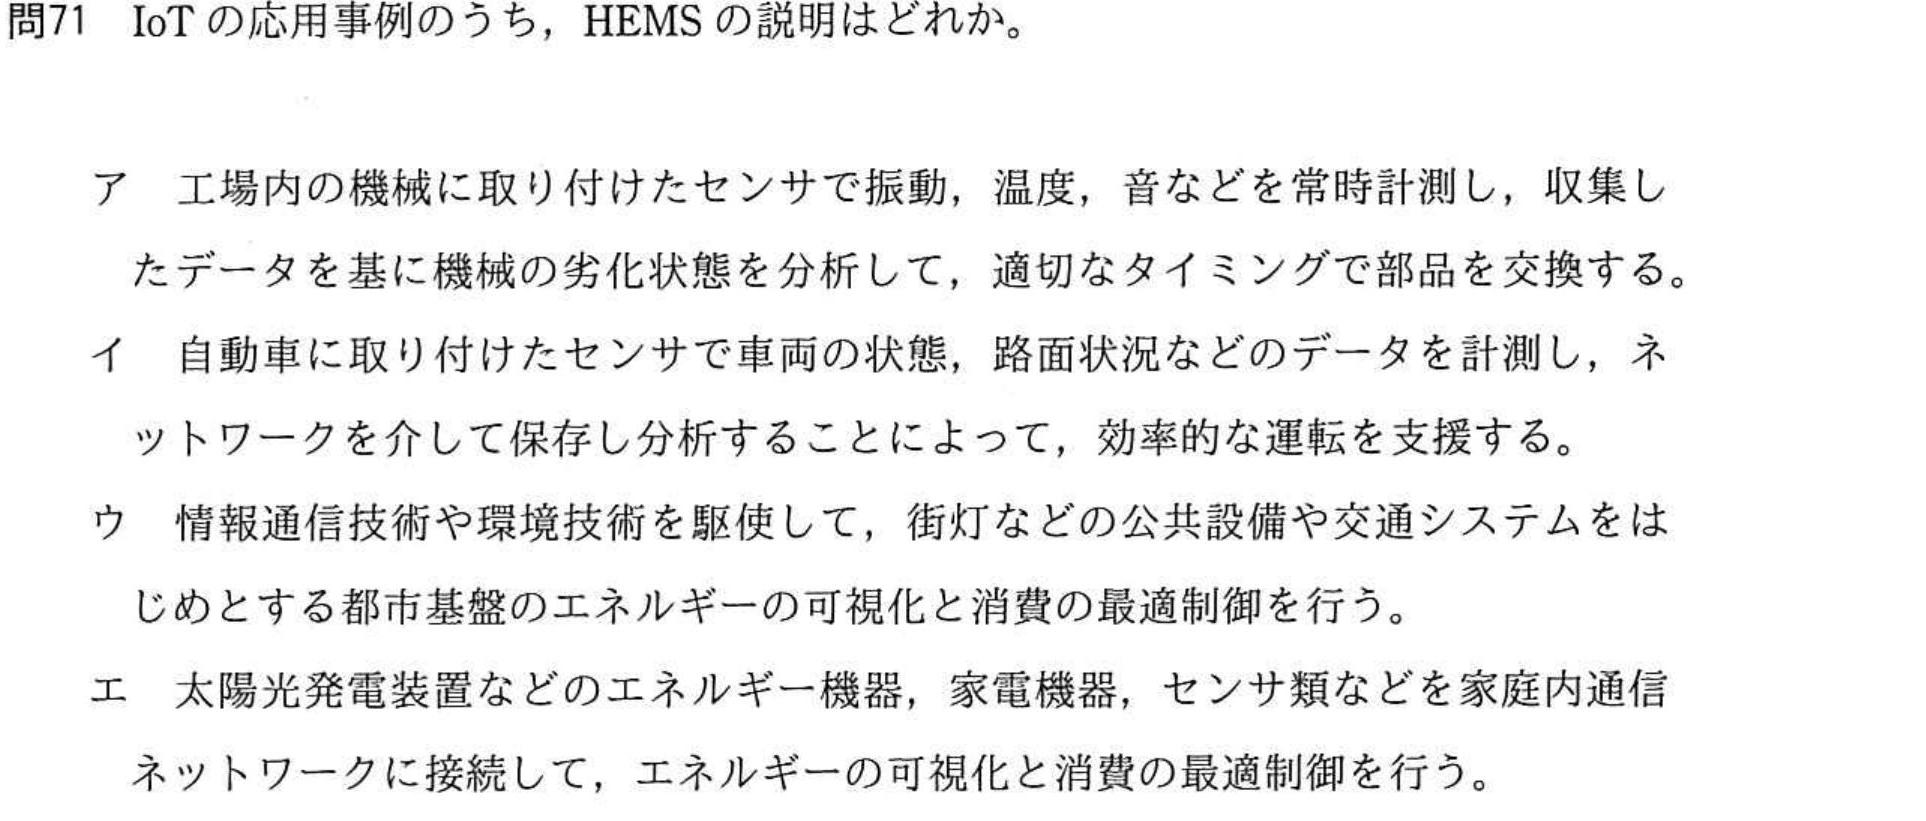 問71 IoT の応用事例のうち，HEMS の説明はどれか。
ア 工場内の機械に取り付けたセンサで振動，温度，音などを常時計測し，収集し
たデータを基に機械の劣化状態を分析して，適切なタイミングで部品を交換する。
イ 自動車に取り付けたセンサで車両の状態，路面状況などのデータを計測し，ネ
ットワークを介して保存し分析することによって，効率的な運転を支援する。
ウ 情報通信技術や環境技術を駆使して，街灯などの公共設備や交通システムをは
じめとする都市基盤のエネルギーの可視化と消費の最適制御を行う。
エ 太陽光発電装置などのエネルギー機器，家電機器，センサ類などを家庭内通信
ネットワークに接続して，エネルギーの可視化と消費の最適制御を行う。